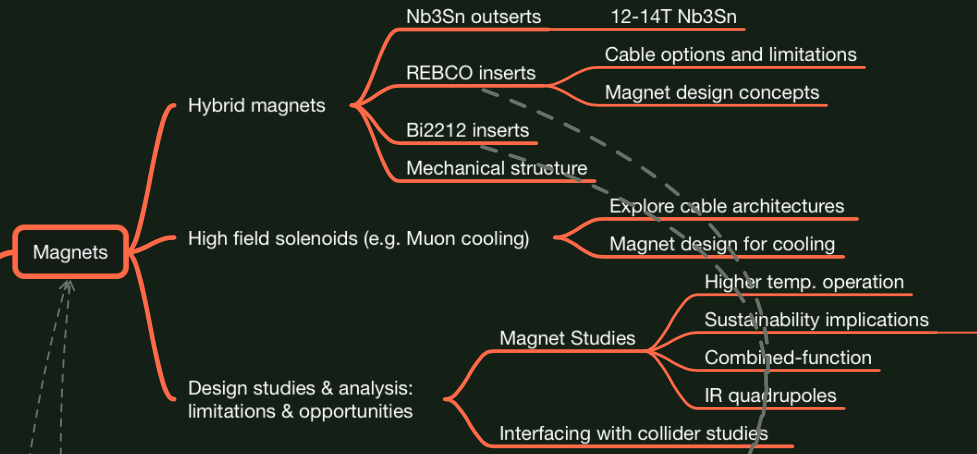 Nb3Sn outserts
12-14T Nb3Sn
REBCO inserts
Cable options and limitations
Magnet design concepts
Hybrid magnets
Bi2212 inserts
Mechanical structure
Explore cable architectures
High field solenoids (e.g. Muon cooling)
Magnet design for cooling
Magnets
Higher temp. operation
Sustainability implications
Magnet Studies
Combined-function
IR quadrupoles
Design studies & analysis:
limitations & opportunities
Interfacing with collider studies